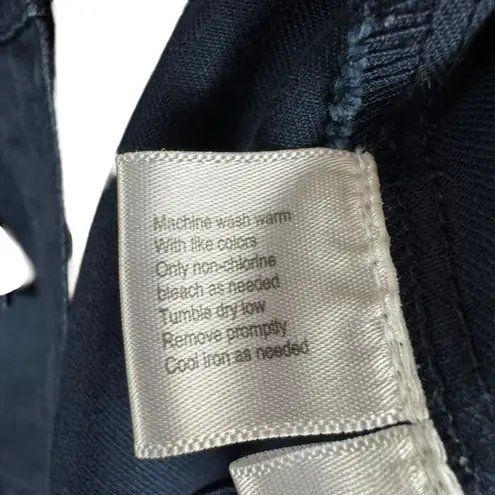 Machine wash warm
With like colors
Only non-chlorine
bleach as needed
Tumble dry low
Remove promptly
Cool iron as needed